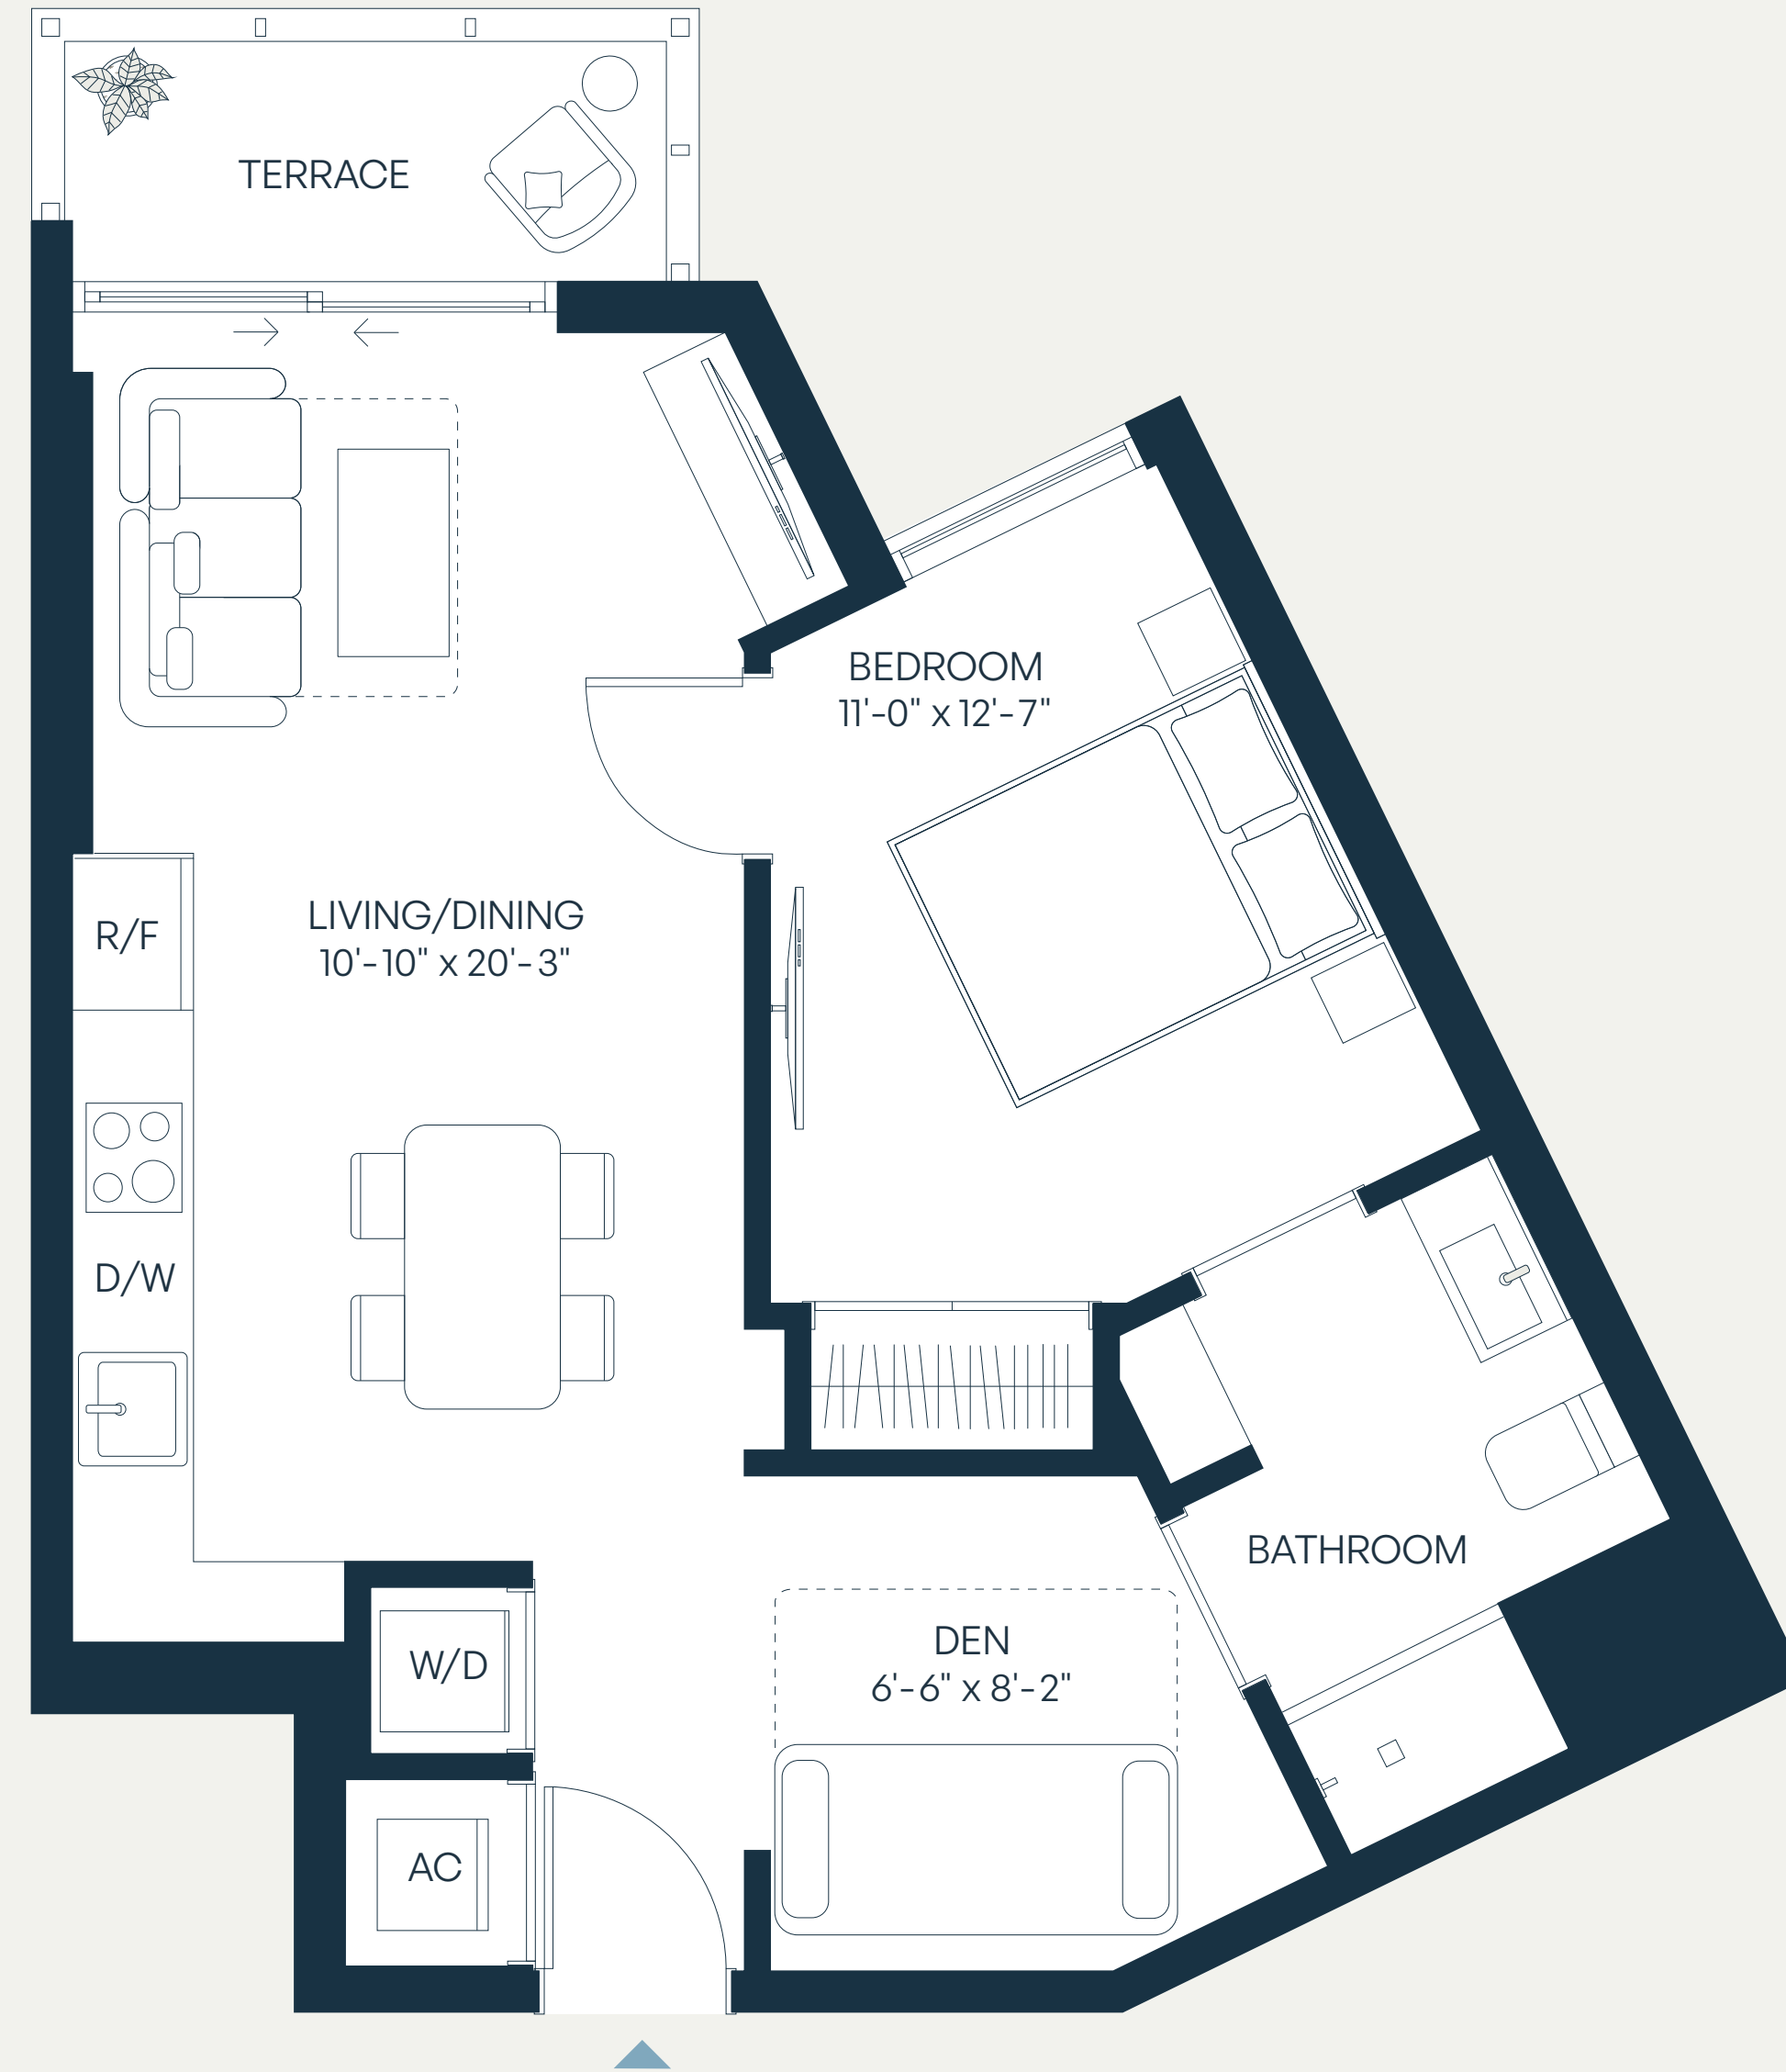 TERRACE
BEDROOM
11'-0" x 12'-7"
LIVING/DINING
10'-10" x 20'-3"
R/F
D/W
BATHROOM
DEN
6'-6" x 8'-2"
W/D
AC